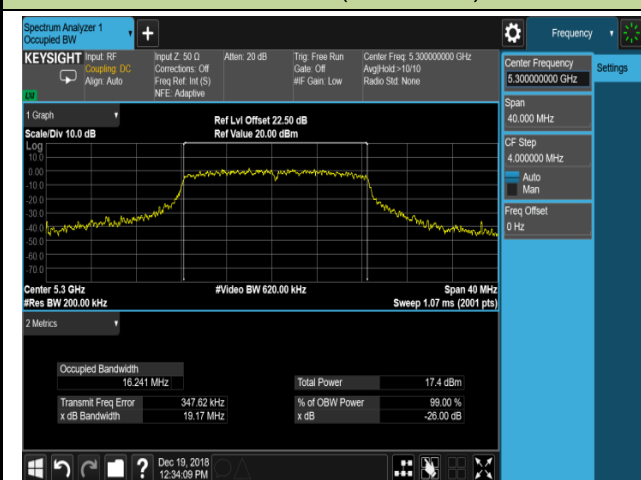 Spectrum Analyzer 1
Occupied BW
+
Frequency
KEYSIGHT
Input: RF
Coupling: DC
Align: Auto
Input Z: 50 Ω
Corrections: Off
Freq Ref: Int (S)
NFE: Adaptive
Atten: 20 dB
Trig: Free Run
Gate: Off
#IF Gain: Low
Center Freq: 5.300000000 GHz
Avg|Hold:>10/10
Radio Std: None
Center Frequency
5.300000000 GHz
Settings
Span
40.000 MHz
CF Step
4.000000 MHz
Auto
Man
Freq Offset
0 Hz
1 Graph
Scale/Div 10.0 dB
Ref Lvl Offset 22.50 dB
Ref Value 20.00 dBm
Log
10.0
0.00
-10.0
-20.0
-30.0
-40.0
-50.0
-60.0
-70.0
Center 5.3 GHz
#Res BW 200.00 kHz
#Video BW 620.00 kHz
Span 40 MHz
Sweep 1.07 ms (2001 pts)
2 Metrics
Occupied Bandwidth
16.241 MHz
Total Power 17.4 dBm
Transmit Freq Error 347.62 kHz
% of OBW Power 99.00 %
x dB Bandwidth 19.17 MHz
x dB -26.00 dB
?
Dec 19, 2018
12:34:09 PM